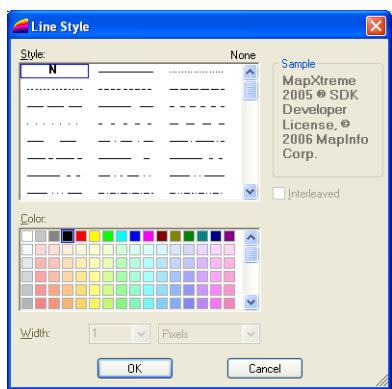 Line Style
Style:
None
N
Sample
MapXtreme
2005 ® SDK
Developer
License, ®
2006 MapInfo
Corp.
Interleaved
Color:
Width:
1
Pixels
OK
Cancel